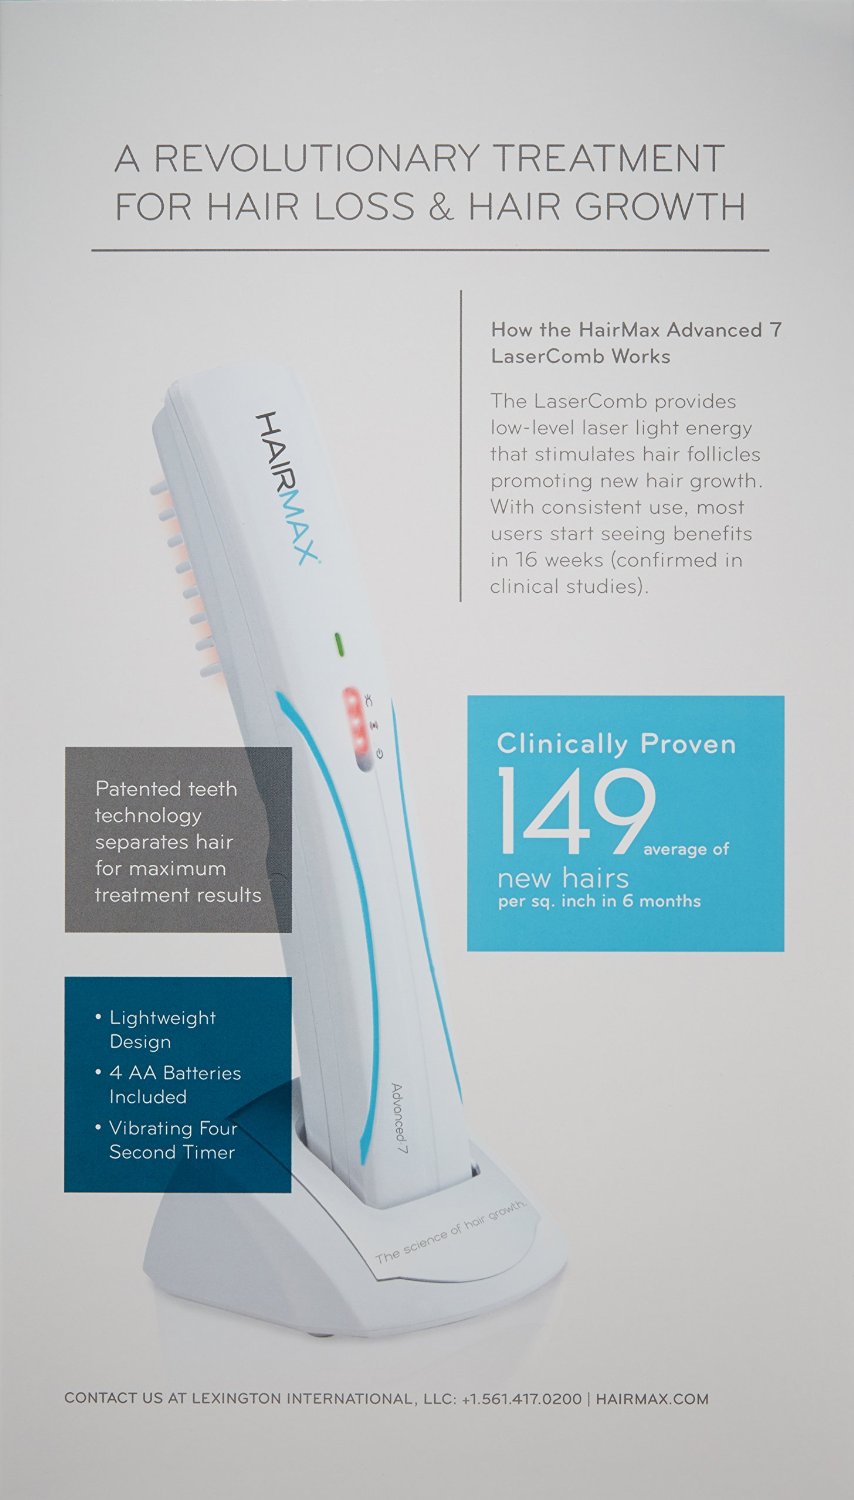 A REVOLUTIONARY TREATMENT
FOR HAIR LOSS & HAIR GROWTH
How the HairMax Advanced 7
LaserComb Works
The LaserComb provides
low-level laser light energy
that stimulates hair follicles
promoting new hair growth.
With consistent use, most
users start seeing benefits
in 16 weeks (confirmed in
clinical studies).
HAIRMAX
Clinically Proven
149
average of
new hairs
per sq. inch in 6 months
Patented teeth
technology
separates hair
for maximum
treatment results
• Lightweight
Design
• 4 AA Batteries
Included
• Vibrating Four
Second Timer
Advanced 7
The science of hair growth.
CONTACT US AT LEXINGTON INTERNATIONAL, LLC: +1.561.417.0200 | HAIRMAX.COM